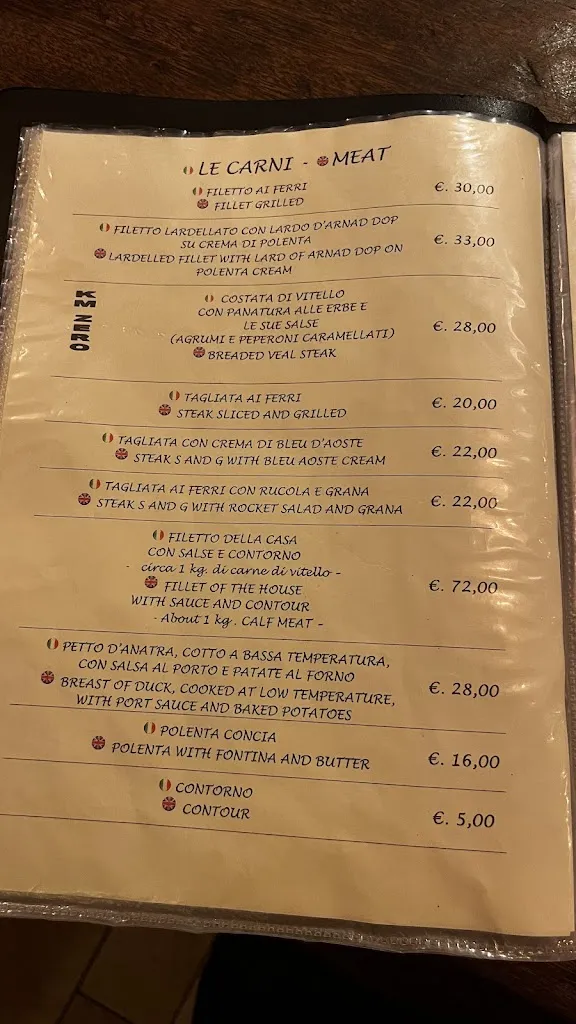 LE CARNI - MEAT
FILETTO AI FERRI
FILLET GRILLED
€. 30,00
FILETTO LARDELLATO CON LARDO D'ARNAD DOP
SU CREMA DI POLENTA
LARDELLED FILLET WITH LARD OF ARNAD DOP ON
POLENTA CREAM
€. 33,00
KM ZERO
COSTATA DI VITELLO
CON PANATURA ALLE ERBE E
LE SUE SALSE
(AGRUMI E PEPERONI CARAMELLATI)
BREADED VEAL STEAK
€. 28,00
TAGLIATA AI FERRI
STEAK SLICED AND GRILLED
€. 20,00
TAGLIATA CON CREMA DI BLEU D'AOSTE
STEAK S AND G WITH BLEU AOSTE CREAM
€. 22,00
TAGLIATA AI FERRI CON RUCOLA E GRANA
STEAK S AND G WITH ROCKET SALAD AND GRANA
€. 22,00
FILETTO DELLA CASA
CON SALSE E CONTORNO
- circa 1 kg. di carne di vitello -
FILLET OF THE HOUSE
WITH SAUCE AND CONTOUR
- About 1 kg. CALF MEAT -
€. 72,00
PETTO D'ANATRA, COTTO A BASSA TEMPERATURA,
CON SALSA AL PORTO E PATATE AL FORNO
BREAST OF DUCK, COOKED AT LOW TEMPERATURE,
WITH PORT SAUCE AND BAKED POTATOES
€. 28,00
POLENTA CONCIA
POLENTA WITH FONTINA AND BUTTER
€. 16,00
CONTORNO
CONTOUR
€. 5,00